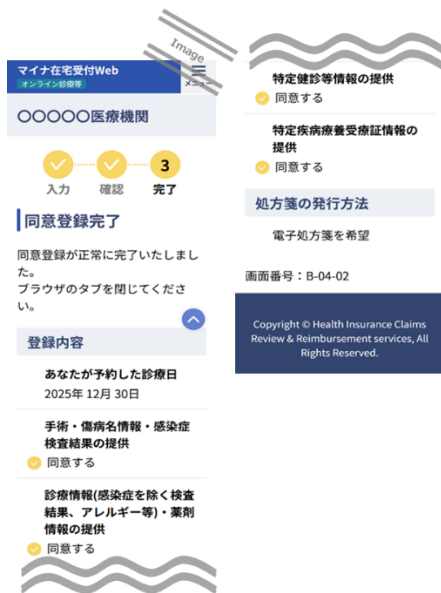 Image
マイナ在宅受付Web
オンライン診療等
メニュー
〇〇〇〇〇医療機関
3
入力
確認
完了
同意登録完了
同意登録が正常に完了いたしまし
た。
ブラウザのタブを閉じてくださ
い。
登録内容
あなたが予約した診療日
2025年 12月 30日
手術・傷病名情報・感染症
検査結果の提供
同意する
診療情報(感染症を除く検査
結果、アレルギー等)・薬剤
情報の提供
同意する
特定健診等情報の提供
同意する
特定疾病療養受療証情報の
提供
同意する
処方箋の発行方法
電子処方箋を希望
画面番号：B-04-02
Copyright © Health Insurance Claims
Review & Reimbursement services, All
Rights Reserved.